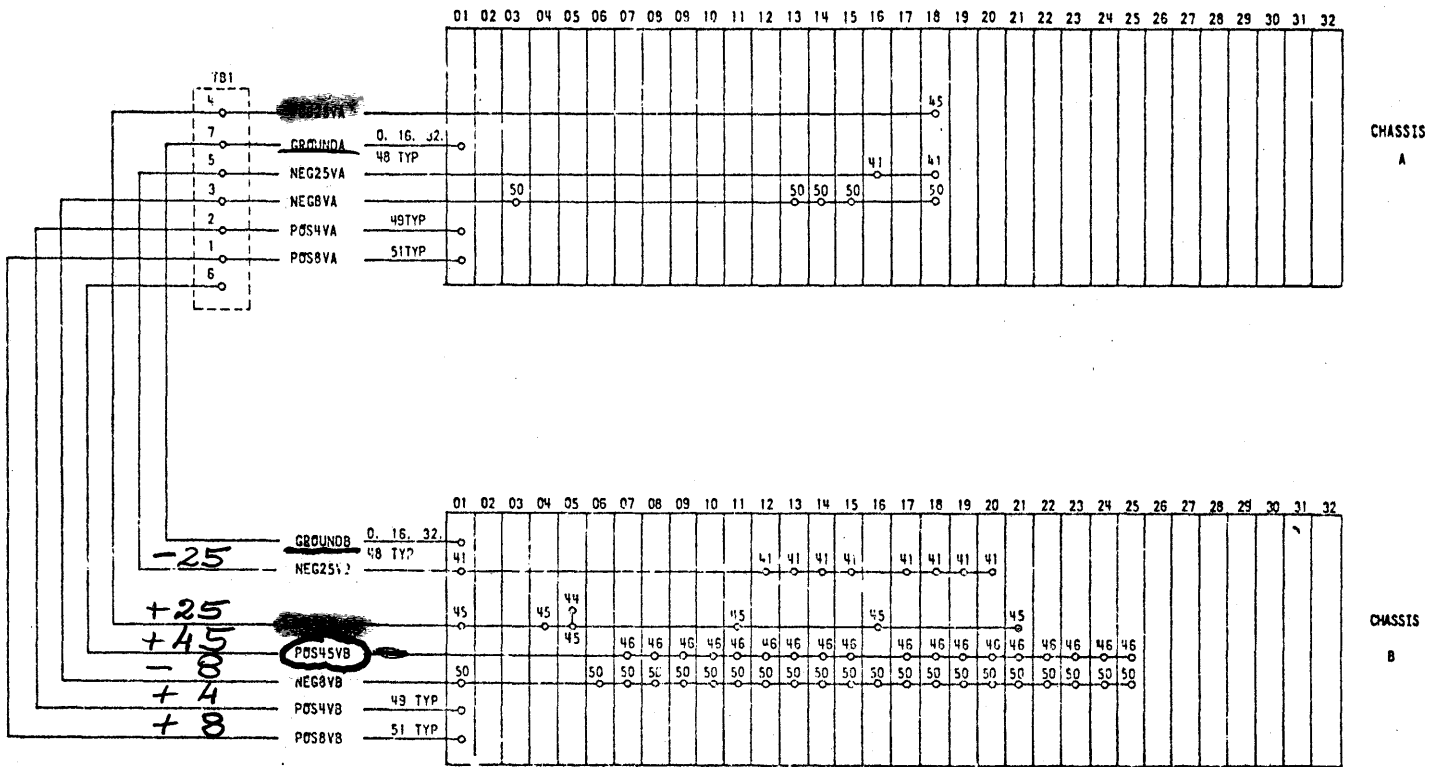 01 02 03 04 05 06 07 08 09 10 11 12 13 14 15 16 17 18 19 20 21 22 23 24 25 26 27 28 29 30 31 32
TB1
4
45
7 GROUNDA 0. 16. 32.
48 TYP
5 NEG25VA 41 41
3 NEG8VA 50 50 50 50 50
2 POS4VA 49TYP
1 POS8VA 51TYP
6
CHASSIS
A
01 02 03 04 05 06 07 08 09 10 11 12 13 14 15 16 17 18 19 20 21 22 23 24 25 26 27 28 29 30 31 32
GROUNDB 0. 16. 32.
48
-25 41 41 41 41 41 41 41 41
+25 45 45 44 45 45 45 45
+45 POS45VB 46 46 46 46 46 46 46 46 46 46 46 46 46 46 46 46 46 46
- 8 NEG8VB 50 50 50 50 50 50 50 50 50 50 50 50 50 50 50 50 50 50
+ 4 POS4VB 49 TYP
+ 8 POS8VB 51 TYP
CHASSIS
B